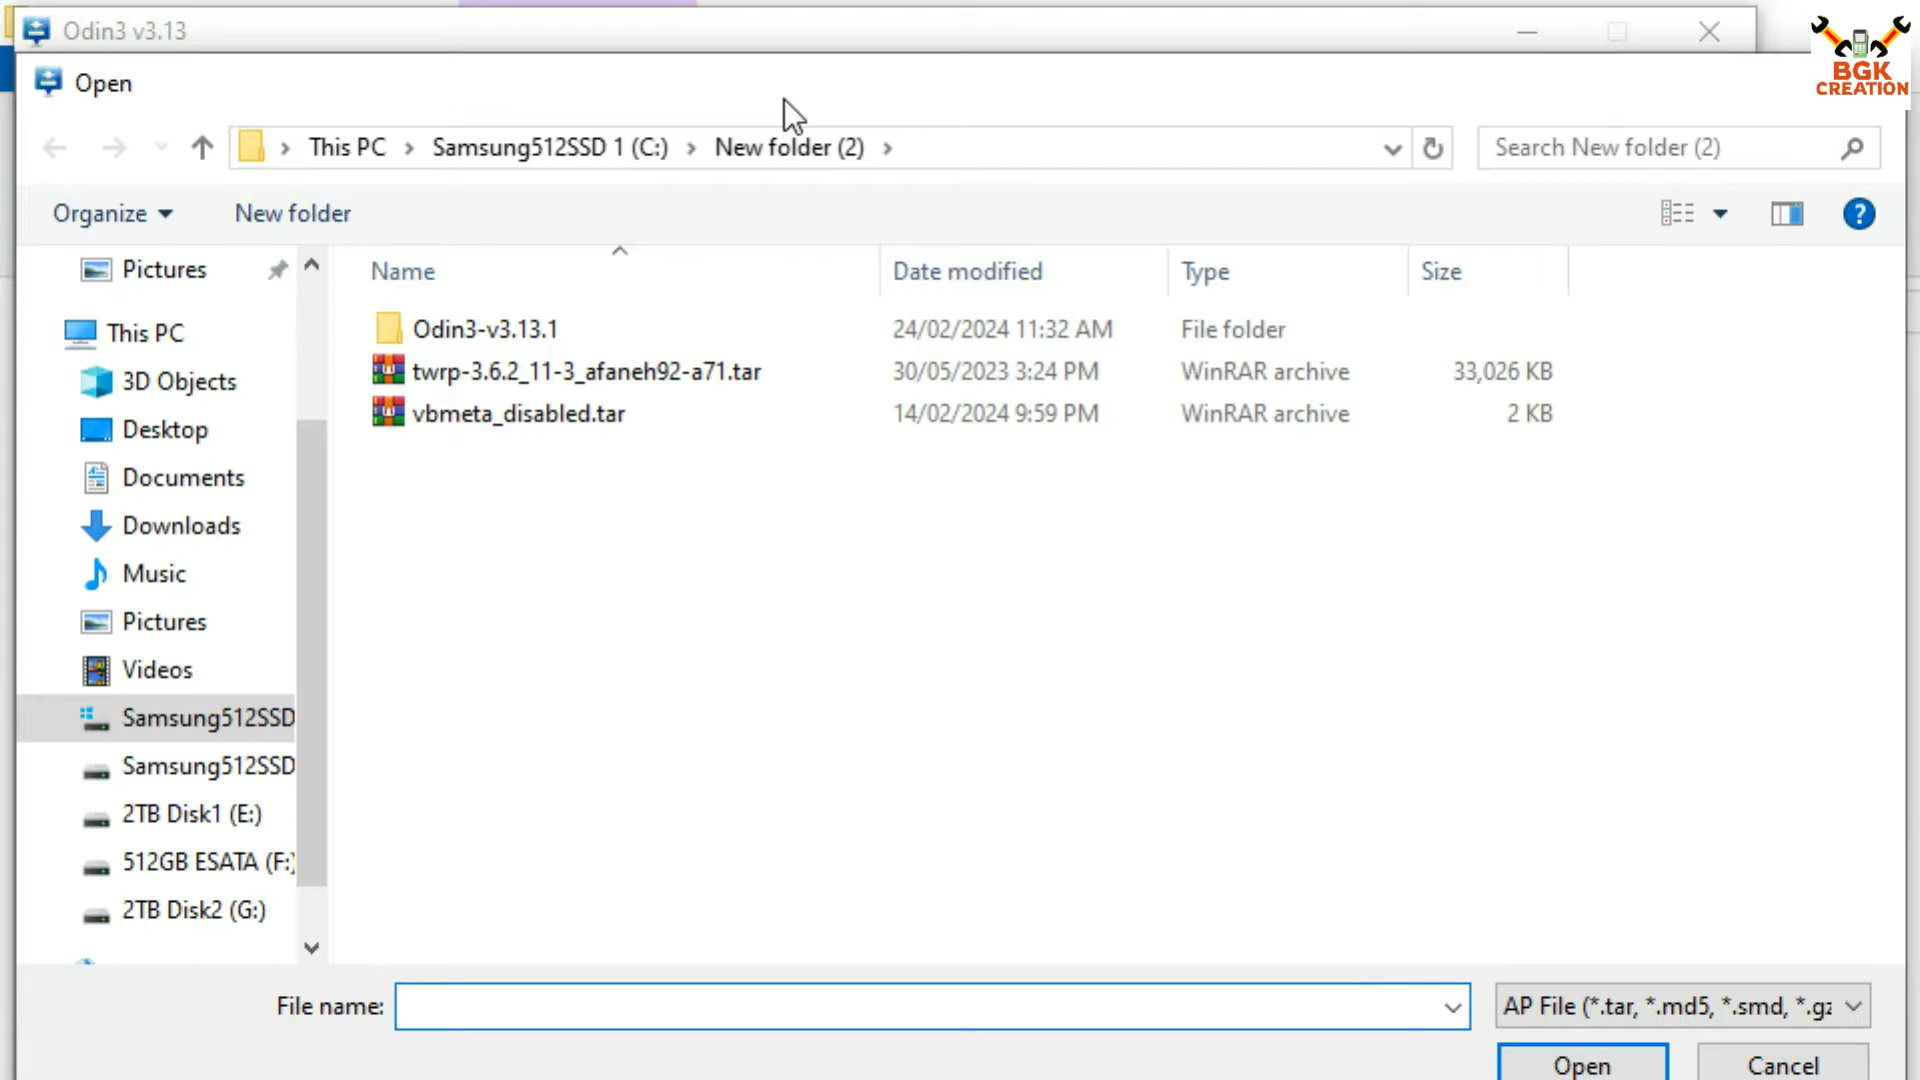 Odin3 v3.13
BGK
CREATION
Open
This PC
Samsung512SSD 1 (C:)
New folder (2)
Search New folder (2)
Organize
New folder
?
Name
Date modified
Type
Size
Odin3-v3.13.1
24/02/2024 11:32 AM
File folder
twrp-3.6.2_11-3_afaneh92-a71.tar
30/05/2023 3:24 PM
WinRAR archive
33,026 KB
vbmeta_disabled.tar
14/02/2024 9:59 PM
WinRAR archive
2 KB
Pictures
This PC
3D Objects
Desktop
Documents
Downloads
Music
Pictures
Videos
Samsung512SSD
Samsung512SSD
2TB Disk1 (E:)
512GB ESATA (F:)
2TB Disk2 (G:)
File name:
AP File (*.tar, *.md5, *.smd, *.gz
Open
Cancel